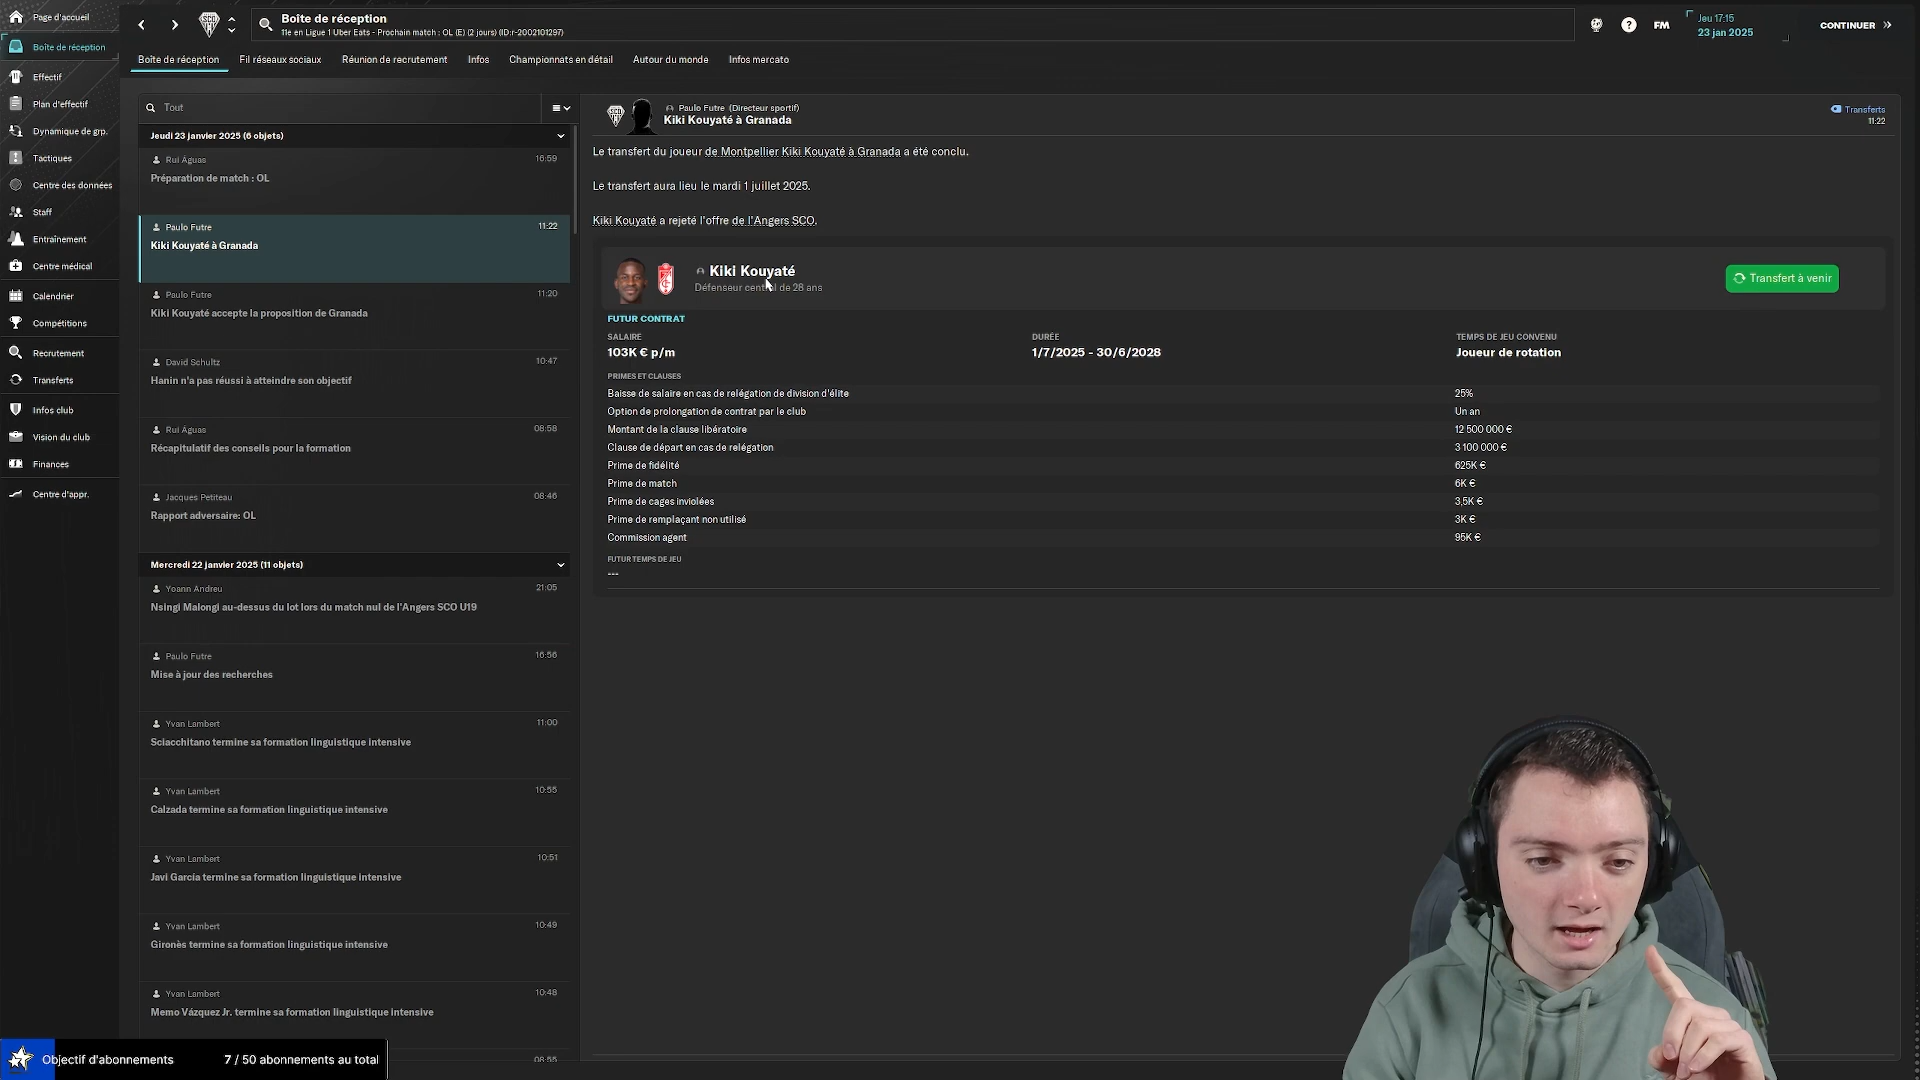 Page d'accueil
Boîte de réception
Effectif
Plan d'effectif
Dynamique de grp.
Tactiques
Centre des données
Staff
Entraînement
Centre médical
Calendrier
Compétitions
Recrutement
Transferts
Infos club
Vision du club
Finances
Centre d'appr.
Boîte de réception
11e en Ligue 1 Uber Eats - Prochain match : OL (E) (2 jours) (ID:r-2002101297)
FM
Jeu 17:15
23 jan 2025
CONTINUER
Boîte de réception
Fil réseaux sociaux
Réunion de recrutement
Infos
Championnats en détail
Autour du monde
Infos mercato
Tout
Jeudi 23 janvier 2025 (6 objets)
Rui Águas 16:59
Préparation de match : OL
Paulo Futre 11:22
Kiki Kouyaté à Granada
Paulo Futre 11:20
Kiki Kouyaté accepte la proposition de Granada
David Schultz 10:47
Hanin n'a pas réussi à atteindre son objectif
Rui Águas 08:58
Récapitulatif des conseils pour la formation
Jacques Petiteau 08:46
Rapport adversaire: OL
Mercredi 22 janvier 2025 (11 objets)
Yoann Andreu 21:05
Nsingi Malongi au-dessus du lot lors du match nul de l'Angers SCO U19
Paulo Futre 16:56
Mise à jour des recherches
Yvan Lambert 11:00
Sciacchitano termine sa formation linguistique intensive
Yvan Lambert 10:55
Calzada termine sa formation linguistique intensive
Yvan Lambert 10:51
Javi García termine sa formation linguistique intensive
Yvan Lambert 10:49
Gironès termine sa formation linguistique intensive
Yvan Lambert 10:48
Memo Vázquez Jr. termine sa formation linguistique intensive
08:55
Paulo Futre (Directeur sportif)
Kiki Kouyaté à Granada
Transferts
11:22
Le transfert du joueur de Montpellier Kiki Kouyaté à Granada a été conclu.
Le transfert aura lieu le mardi 1 juillet 2025.
Kiki Kouyaté a rejeté l'offre de l'Angers SCO.
Kiki Kouyaté
Défenseur central de 28 ans
Transfert à venir
FUTUR CONTRAT
SALAIRE DURÉE TEMPS DE JEU CONVENU
103K € p/m 1/7/2025 - 30/6/2028 Joueur de rotation
PRIMES ET CLAUSES
Baisse de salaire en cas de relégation de division d'élite 25%
Option de prolongation de contrat par le club Un an
Montant de la clause libératoire 12 500 000 €
Clause de départ en cas de relégation 3 100 000 €
Prime de fidélité 625K €
Prime de match 6K €
Prime de cages inviolées 3,5K €
Prime de remplaçant non utilisé 3K €
Commission agent 95K €
FUTUR TEMPS DE JEU
---
Objectif d'abonnements 7 / 50 abonnements au total